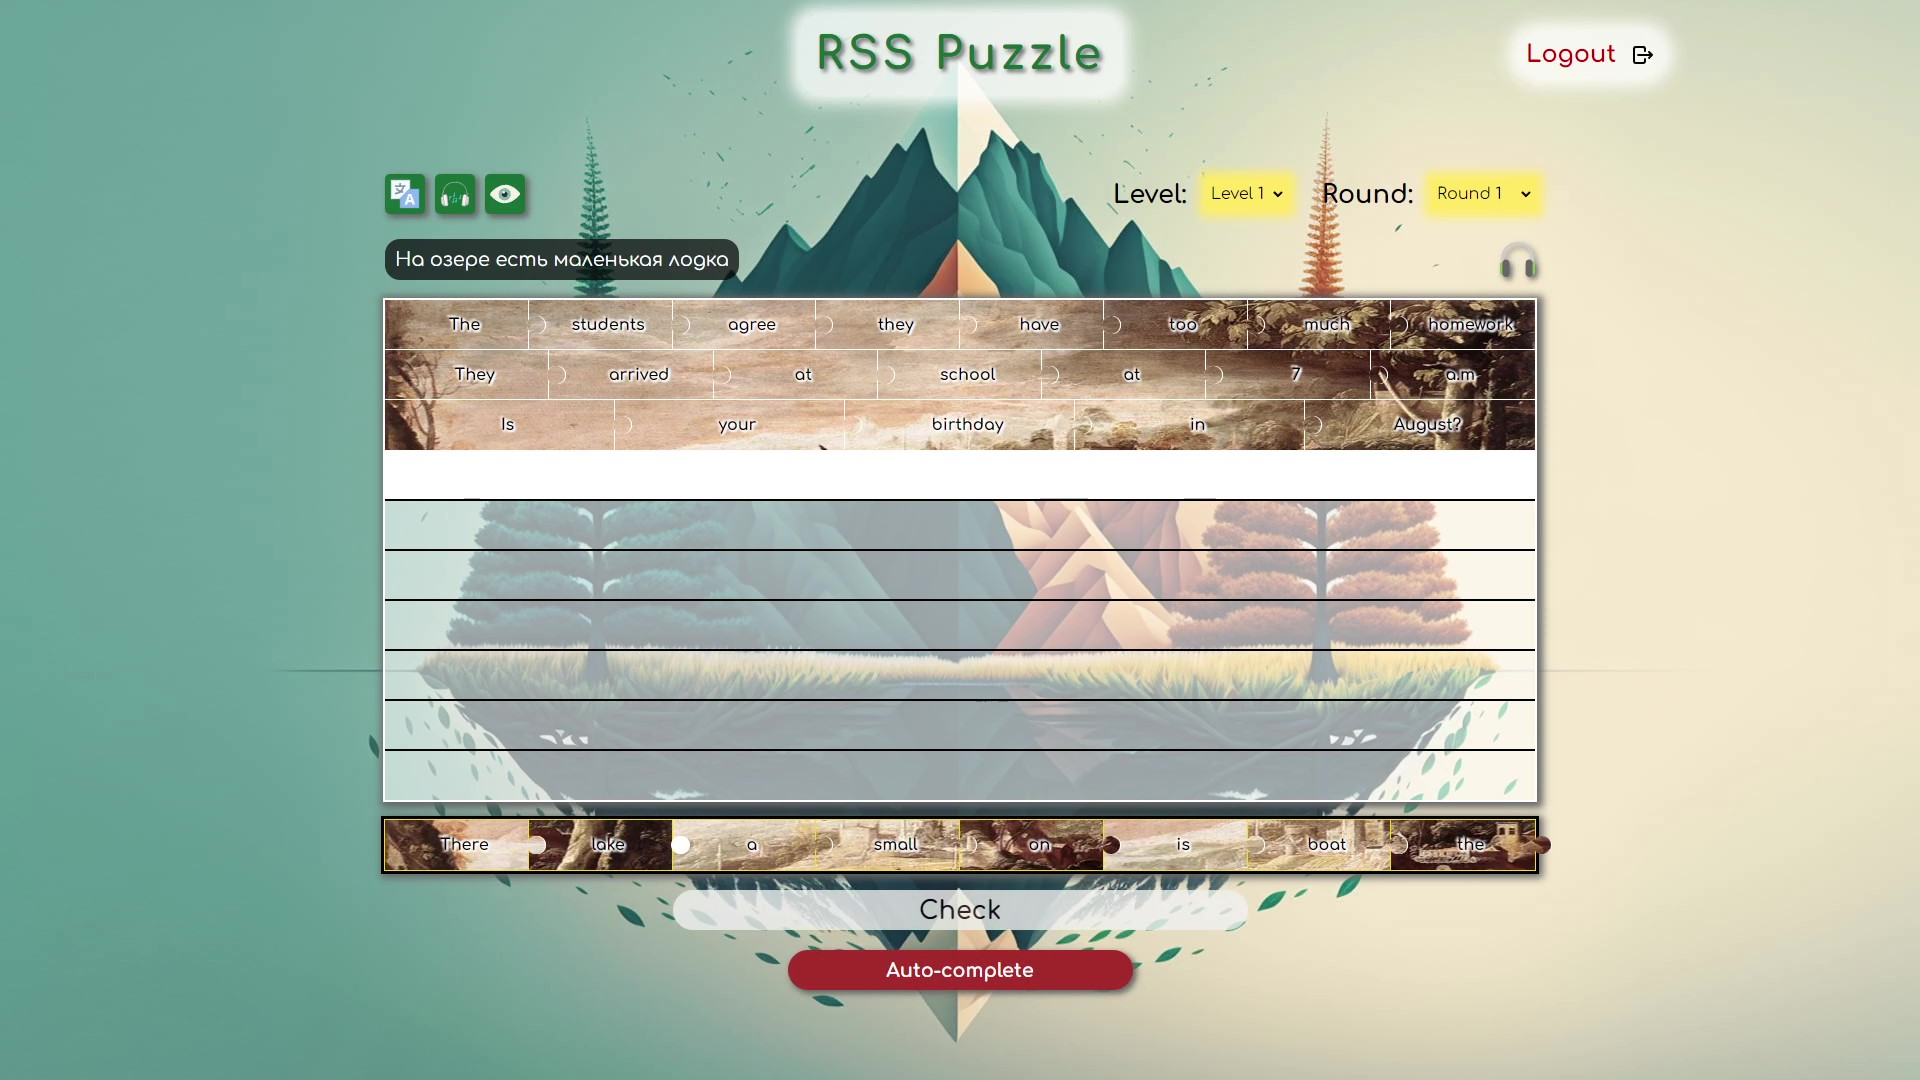 RSS Puzzle
Logout
Level: Level 1 Round: Round 1
На озере есть маленькая лодка
The students agree they have too much homework
They arrived at school at 7 a.m
Is your birthday in August?
There lake a small on is boat the
Check
Auto-complete